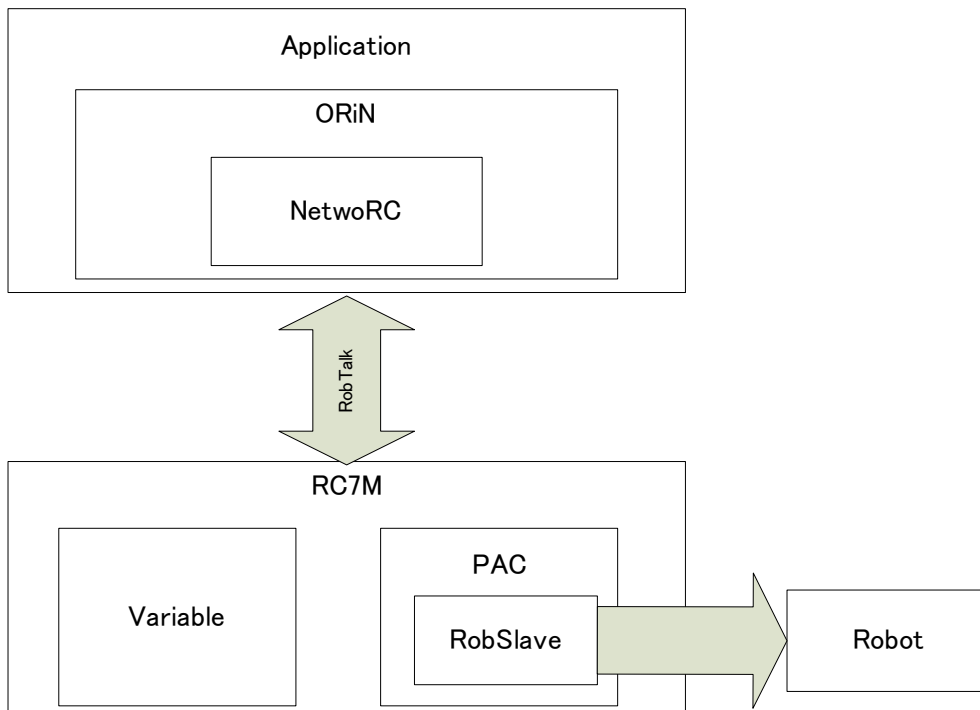 Application
ORiN
NetwoRC
RobTalk
RC7M
Variable
PAC
RobSlave
Robot